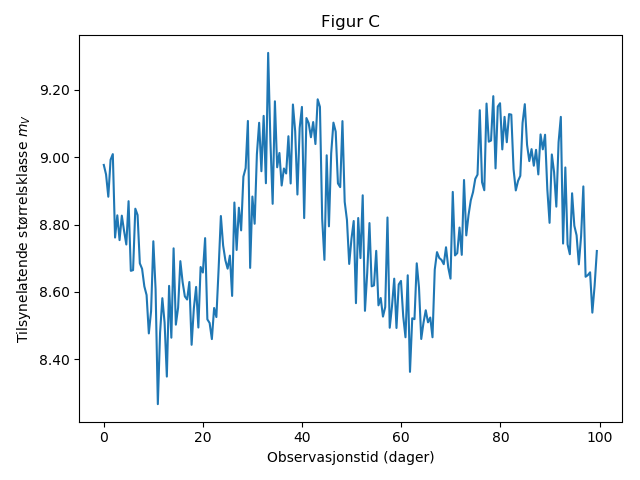 Figur C
Tilsynelatende størrelsklasse $m_V$
9.20
9.00
8.80
8.60
8.40
0 20 40 60 80 100
Observasjonstid (dager)